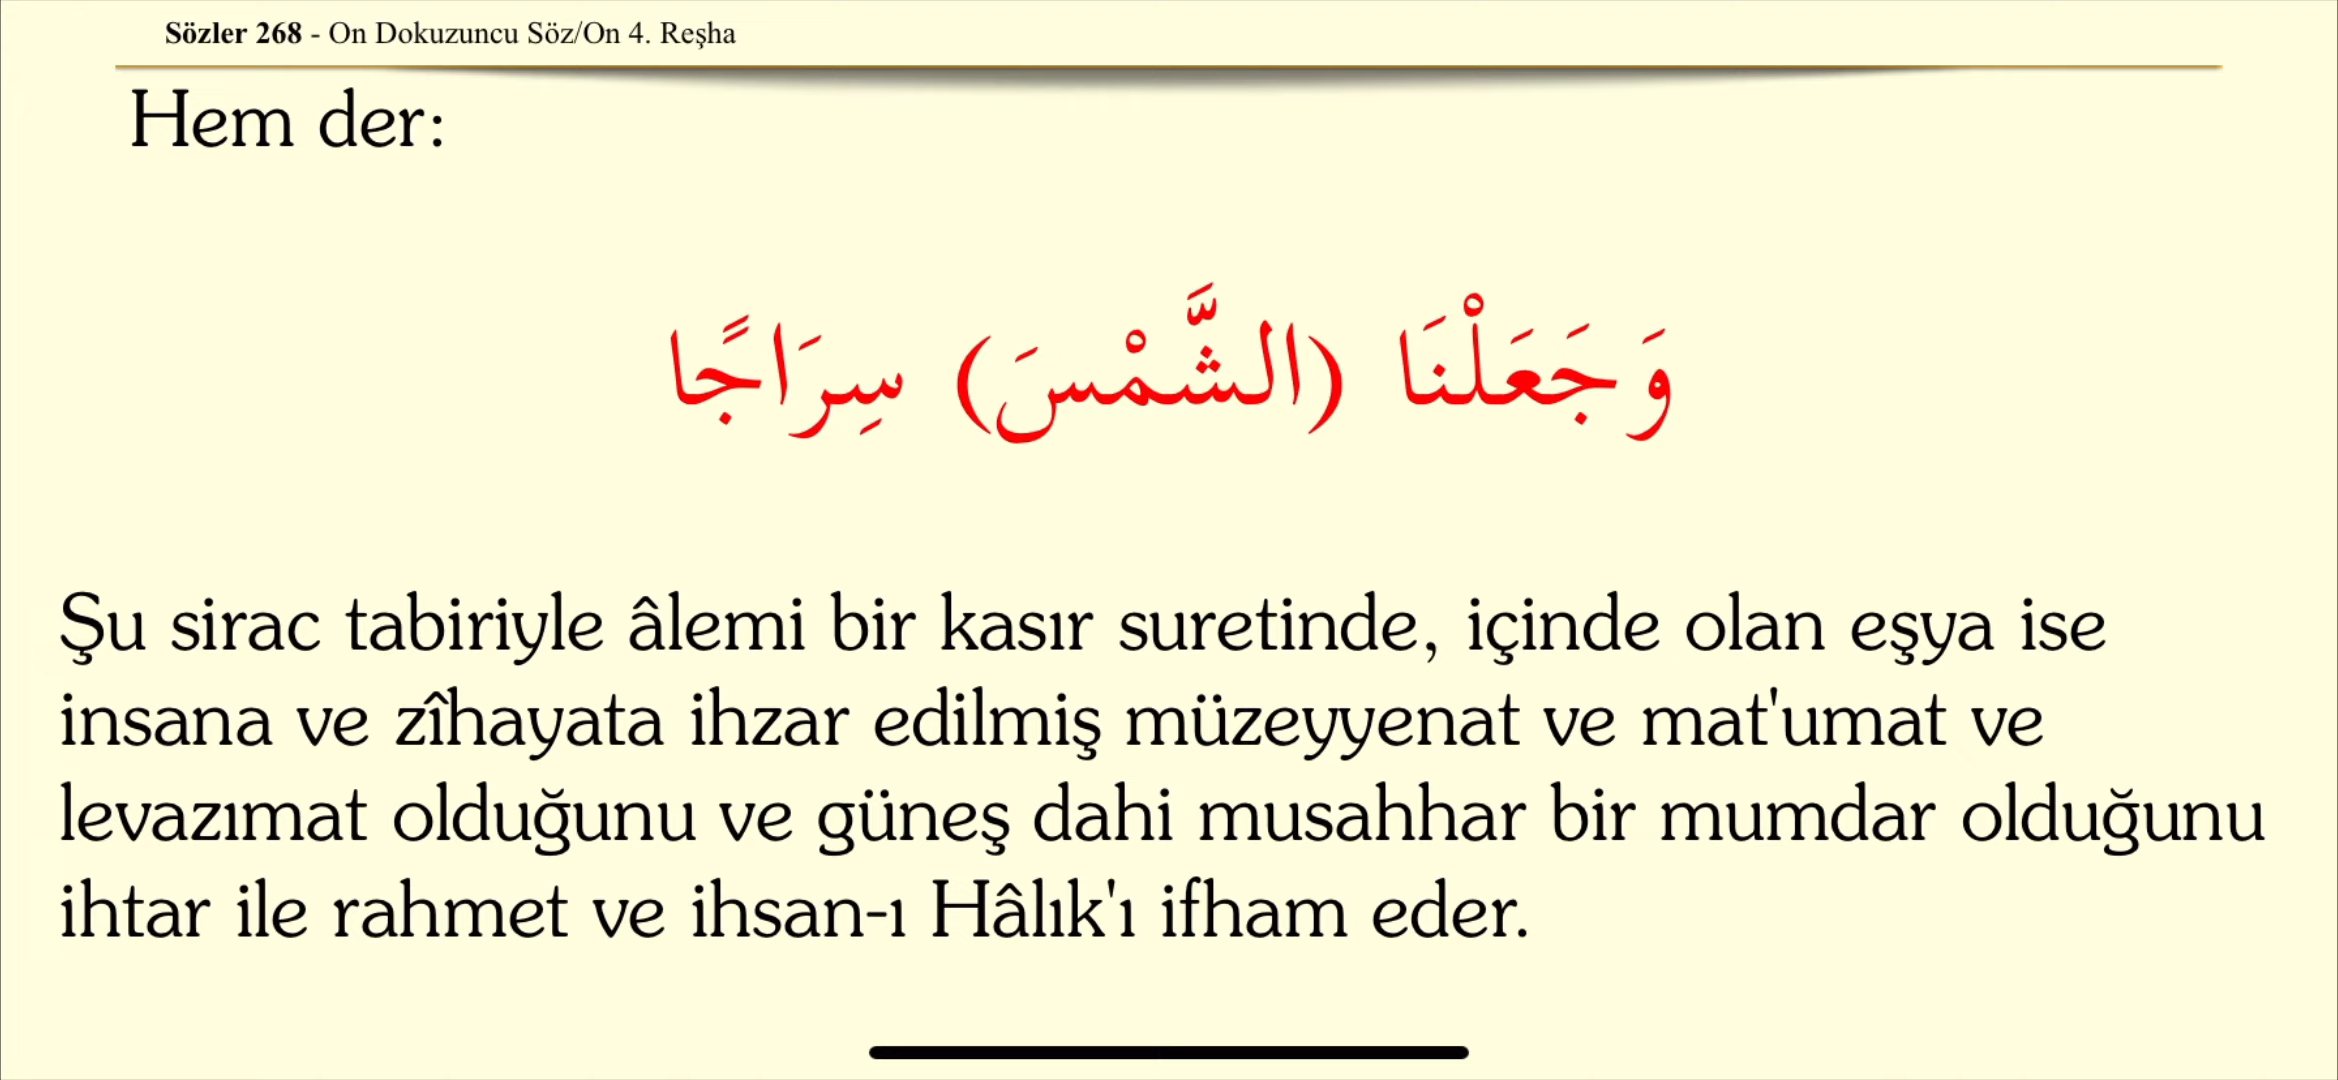 Sözler 268 - On Dokuzuncu Söz/On 4. Reşha
Hem der:
وَجَعَلْنَا (الشَّمْسَ) سِرَاجًا
Şu sirac tabiriyle âlemi bir kasır suretinde, içinde olan eşya ise
insana ve zîhayata ihzar edilmiş müzeyyenat ve mat'umat ve
levazımat olduğunu ve güneş dahi musahhar bir mumdar olduğunu
ihtar ile rahmet ve ihsan-ı Hâlık'ı ifham eder.